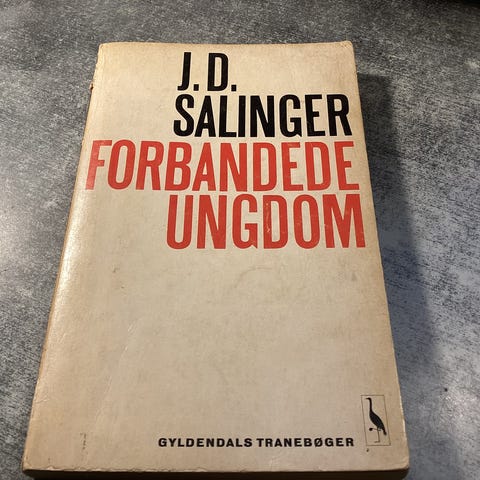 J.D.
SALINGER
FORBANDEDE
UNGDOM
GYLDENDALS TRANEBØGER